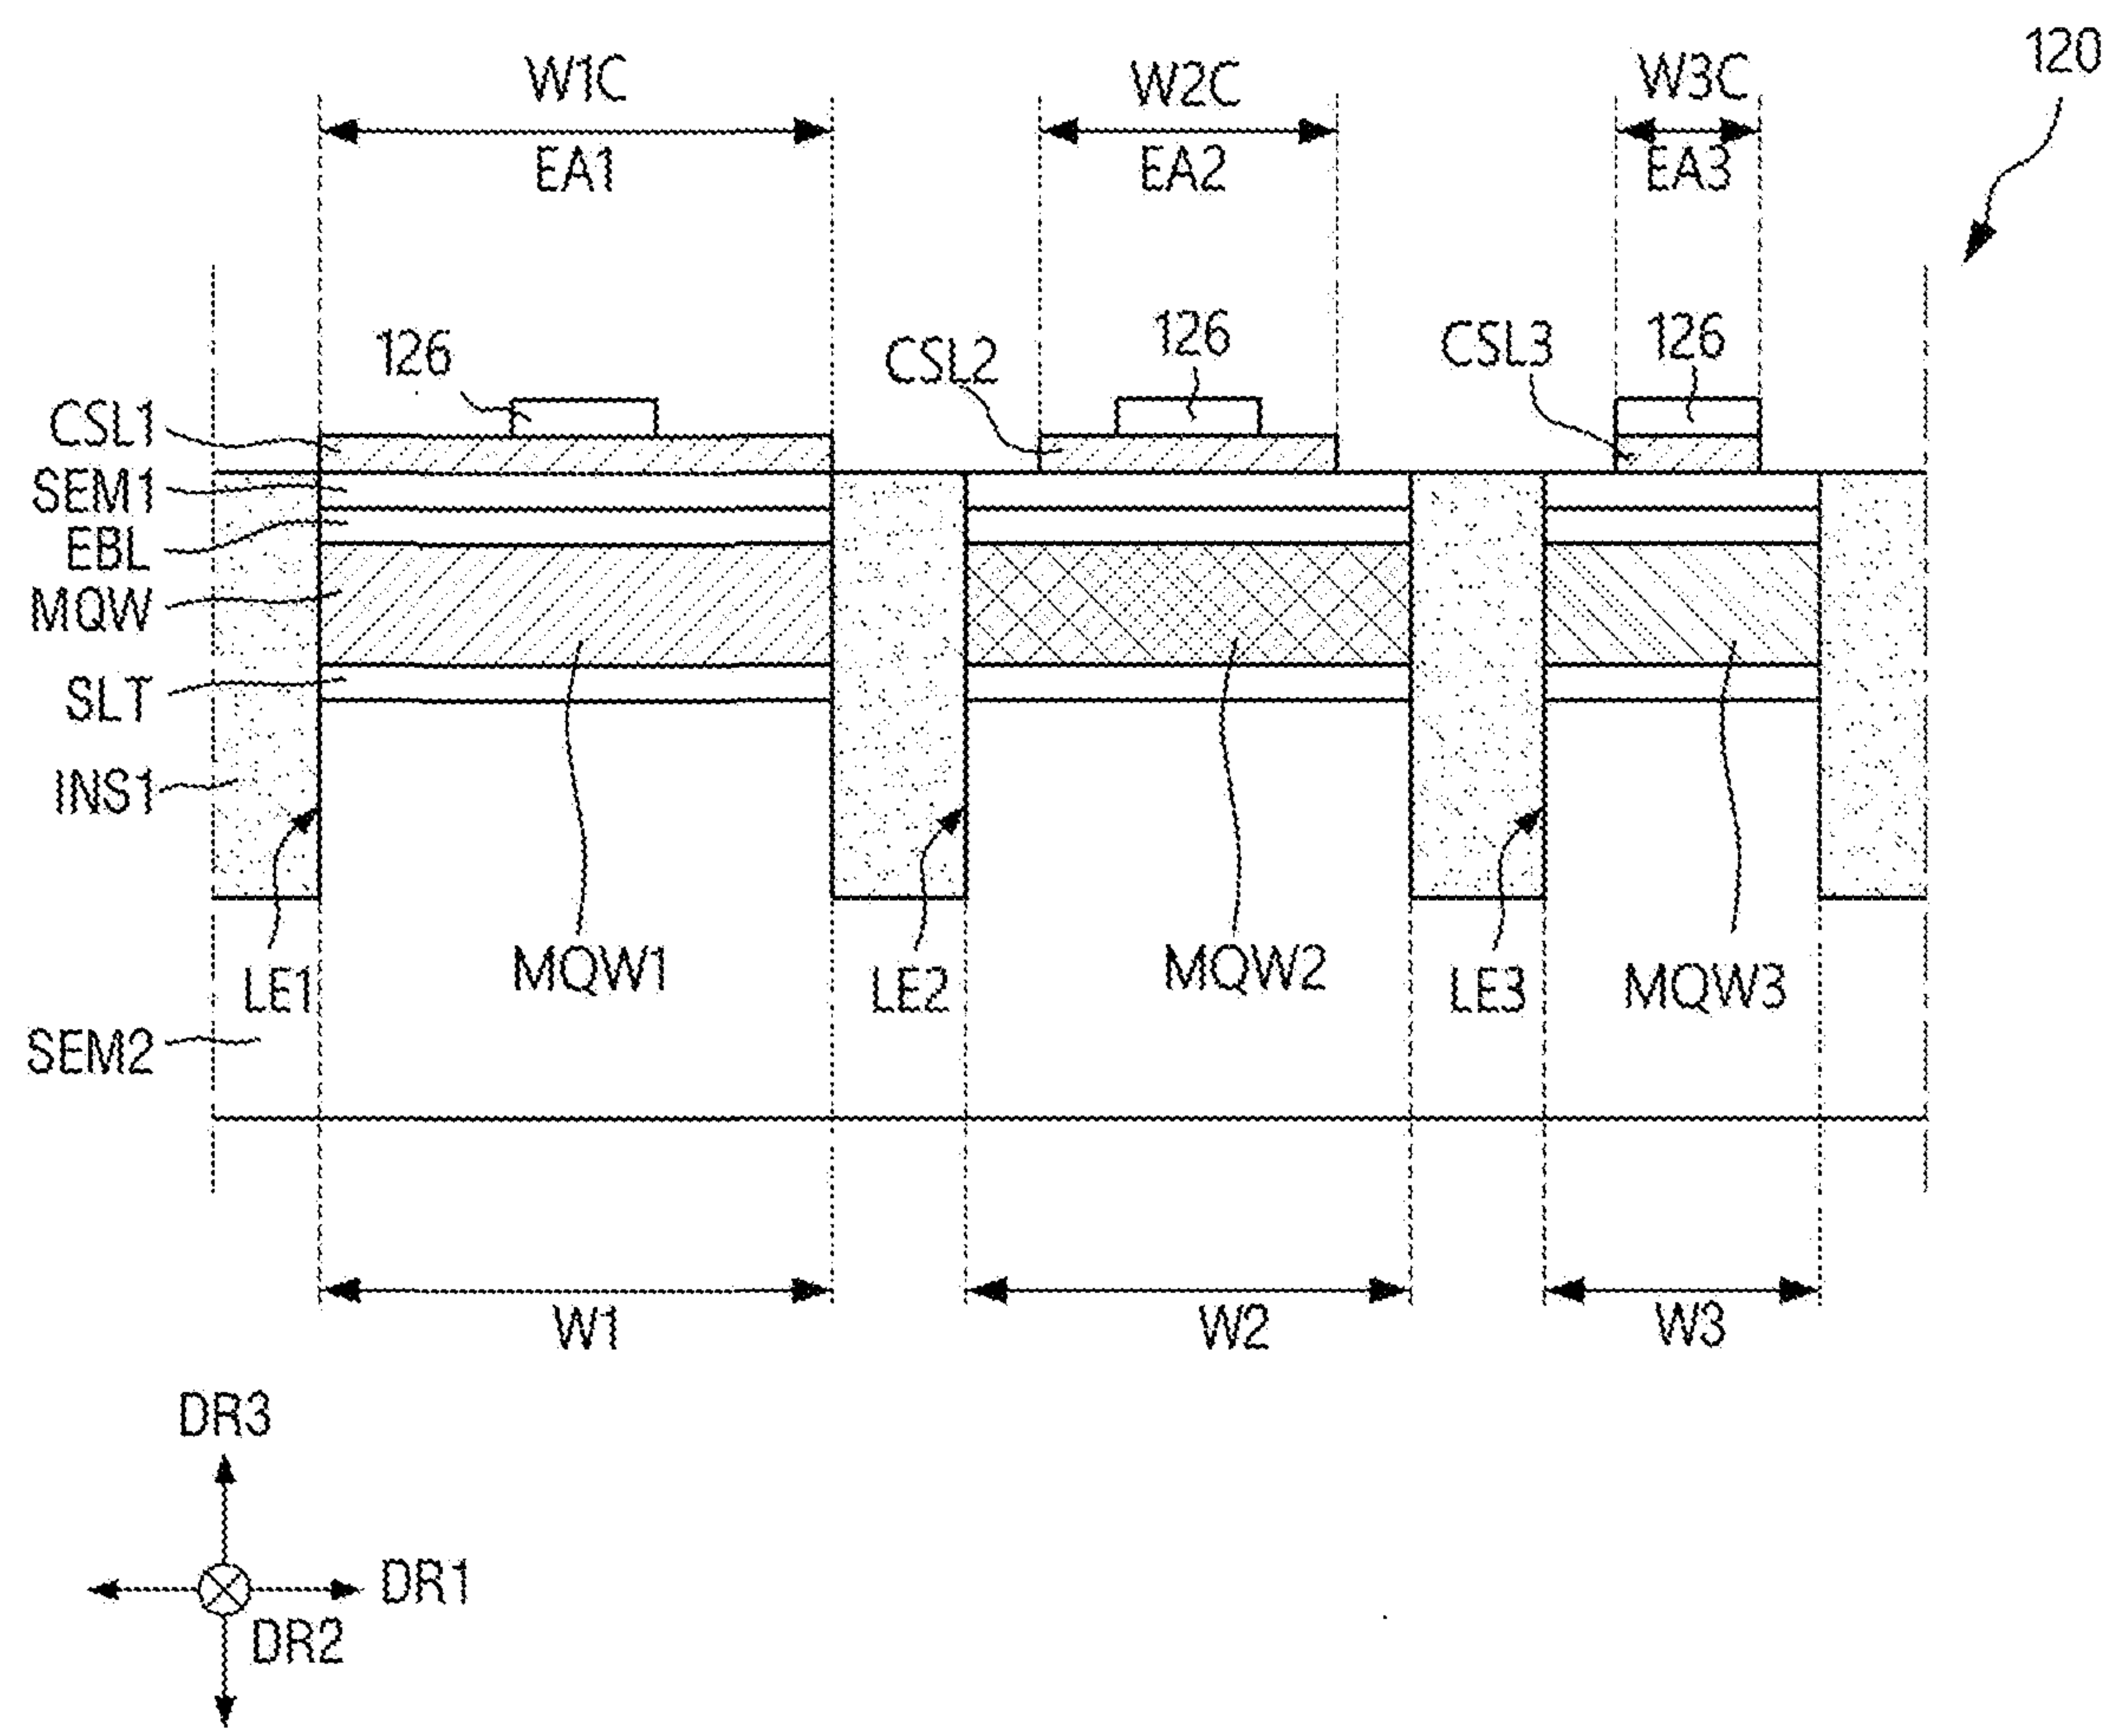 120
W1C
W2C
W3C
EA1
EA2
EA3
126
CSL2
126
CSL3
126
CSL1
SEM1
EBL
MQW
SLT
INS1
LE1
MQW1
LE2
MQW2
LE3
MQW3
SEM2
W1
W2
W3
DR3
DR1
DR2